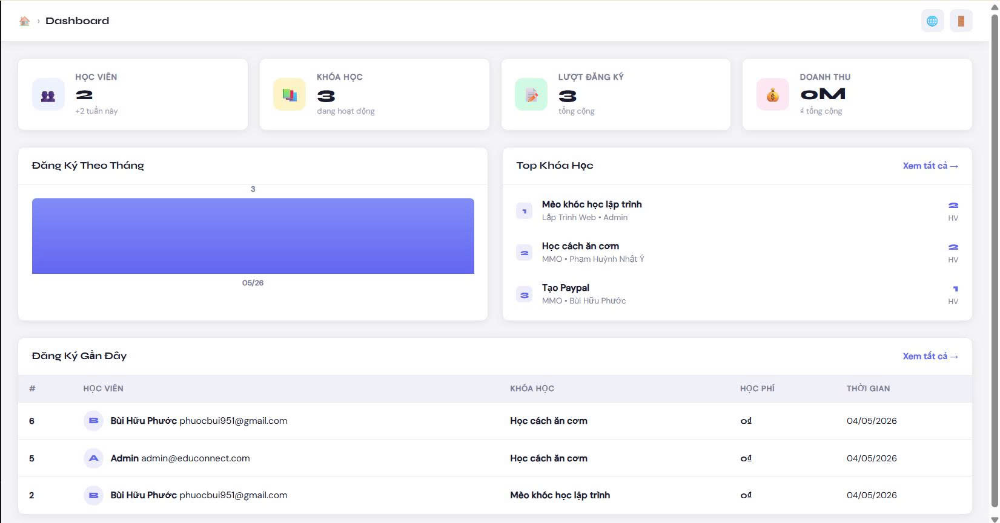 Dashboard
HỌC VIÊN
2
+2 tuần này
KHÓA HỌC
3
đang hoạt động
LƯỢT ĐĂNG KÝ
3
tổng cộng
DOANH THU
0M
₫ tổng cộng
Đăng Ký Theo Tháng
3
05/26
Top Khóa Học
Xem tất cả →
1
Mèo khóc học lập trình
Lập Trình Web • Admin
2
HV
2
Học cách ăn cơm
MMO • Phạm Huỳnh Nhật Ý
2
HV
3
Tạo Paypal
MMO • Bùi Hữu Phước
1
HV
Đăng Ký Gần Đây
Xem tất cả →
# HỌC VIÊN KHÓA HỌC HỌC PHÍ THỜI GIAN
6 B Bùi Hữu Phước phuocbui951@gmail.com Học cách ăn cơm 0₫ 04/05/2026
5 A Admin admin@educonnect.com Học cách ăn cơm 0₫ 04/05/2026
2 B Bùi Hữu Phước phuocbui951@gmail.com Mèo khóc học lập trình 0₫ 04/05/2026